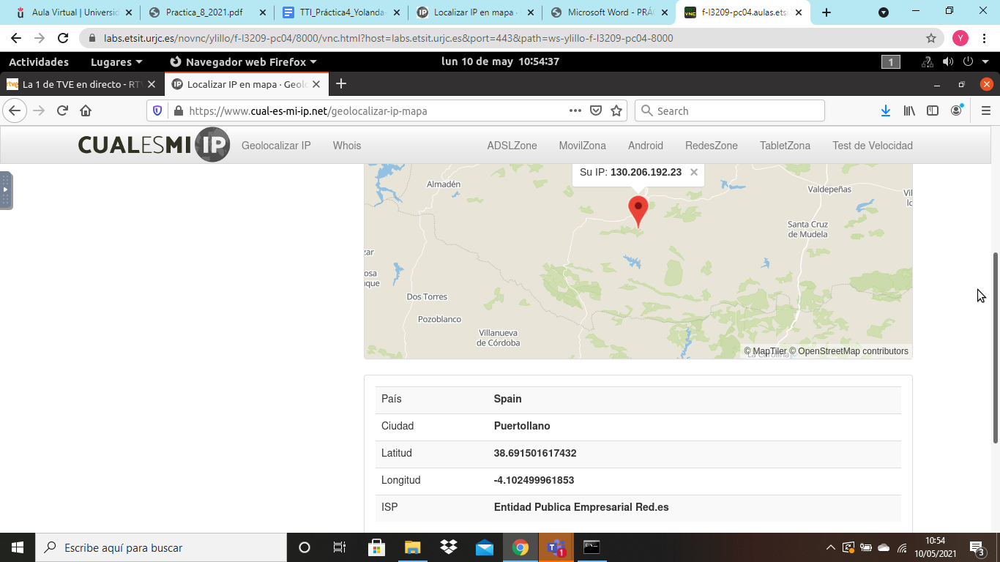 Aula Virtual | Universid
Practica_8_2021.pdf
TTI_Práctica4_Yolanda
Localizar IP en mapa ·
Microsoft Word - PRÁC
f-l3209-pc04.aulas.ets
labs.etsit.urjc.es/novnc/ylillo/f-l3209-pc04/8000/vnc.html?host=labs.etsit.urjc.es&port=443&path=ws-ylillo-f-l3209-pc04-8000
Y
Actividades
Lugares
Navegador web Firefox
lun 10 de may 10:54:37
1
rtve
La 1 de TVE en directo - RT
IP
Localizar IP en mapa · Geol
https://www.cual-es-mi-ip.net/geolocalizar-ip-mapa
Search
CUALESMI IP
Geolocalizar IP
Whois
ADSLZone
MovilZona
Android
RedesZone
TabletZona
Test de Velocidad
Su IP: 130.206.192.23
Almadén
Valdepeñas
Santa Cruz
de Mudela
Dos Torres
Pozoblanco
Villanueva
de Córdoba
La Carolina
© MapTiler © OpenStreetMap contributors
País Spain
Ciudad Puertollano
Latitud 38.691501617432
Longitud -4.102499961853
ISP Entidad Publica Empresarial Red.es
Escribe aquí para buscar
1
10:54
10/05/2021
3